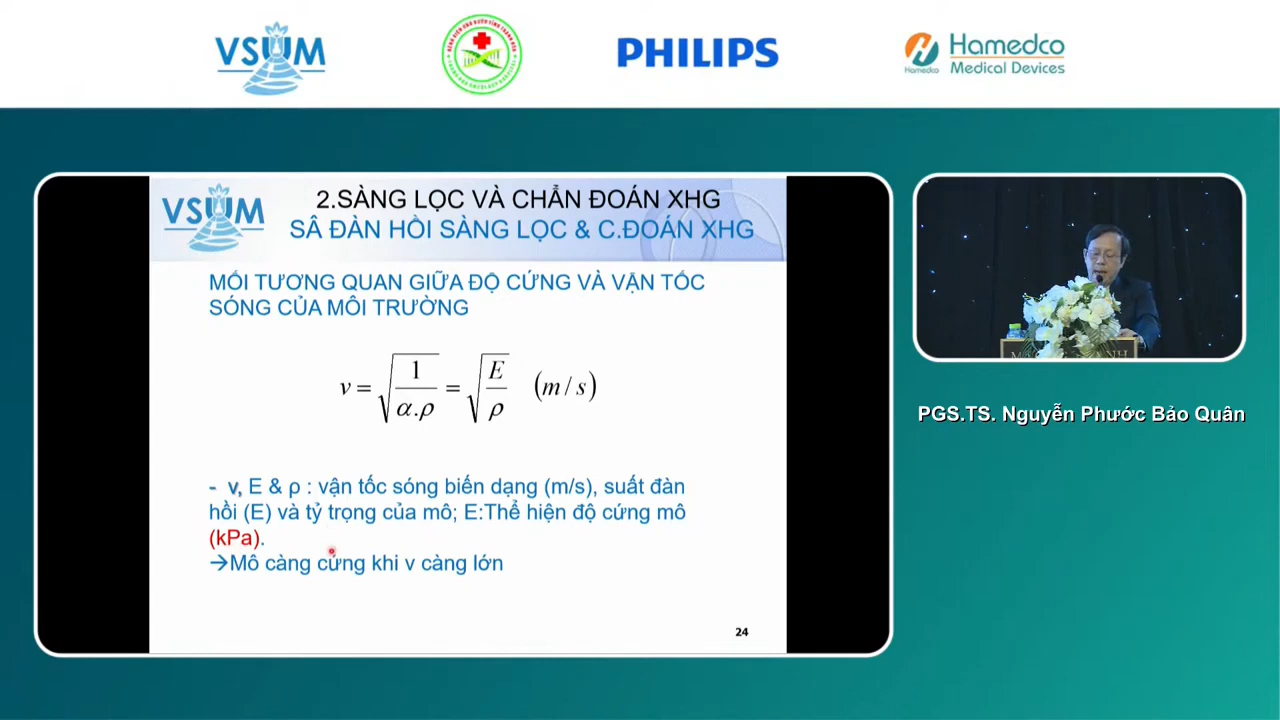 VSUM
PHILIPS
Hamedco
Hamedco
Medical Devices
VSUM
2.SÀNG LỌC VÀ CHẨN ĐOÁN XHG
SÂ ĐÀN HỒI SÀNG LỌC & C.ĐOÁN XHG
MỐI TƯƠNG QUAN GIỮA ĐỘ CỨNG VÀ VẬN TỐC
SÓNG CỦA MÔI TRƯỜNG
v = √(1/(α.ρ)) = √(E/ρ) (m/s)
- v, E & ρ : vận tốc sóng biến dạng (m/s), suất đàn
hồi (E) và tỷ trọng của mô; E:Thể hiện độ cứng mô
(kPa).
→Mô càng cứng khi v càng lớn
24
PGS.TS. Nguyễn Phước Bảo Quân